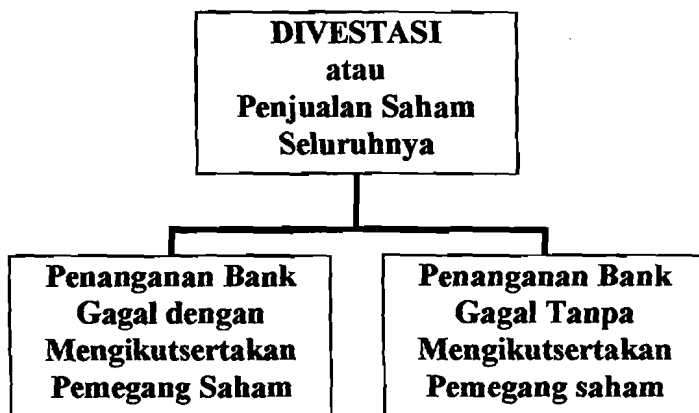 DIVESTASI
atau
Penjualan Saham
Seluruhnya
Penanganan Bank
Gagal dengan
Mengikutsertakan
Pemegang Saham
Penanganan Bank
Gagal Tanpa
Mengikutsertakan
Pemegang saham